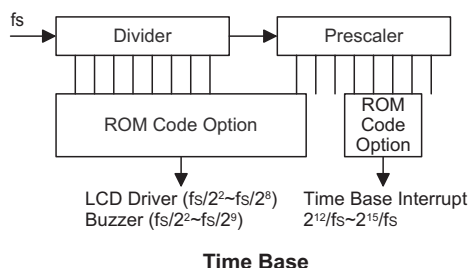 fs
Divider
Prescaler
ROM Code Option
ROM
Code
Option
LCD Driver (fs/2²~fs/2⁸)
Buzzer (fs/2²~fs/2⁹)
Time Base Interrupt
2¹²/fs~2¹⁵/fs
Time Base